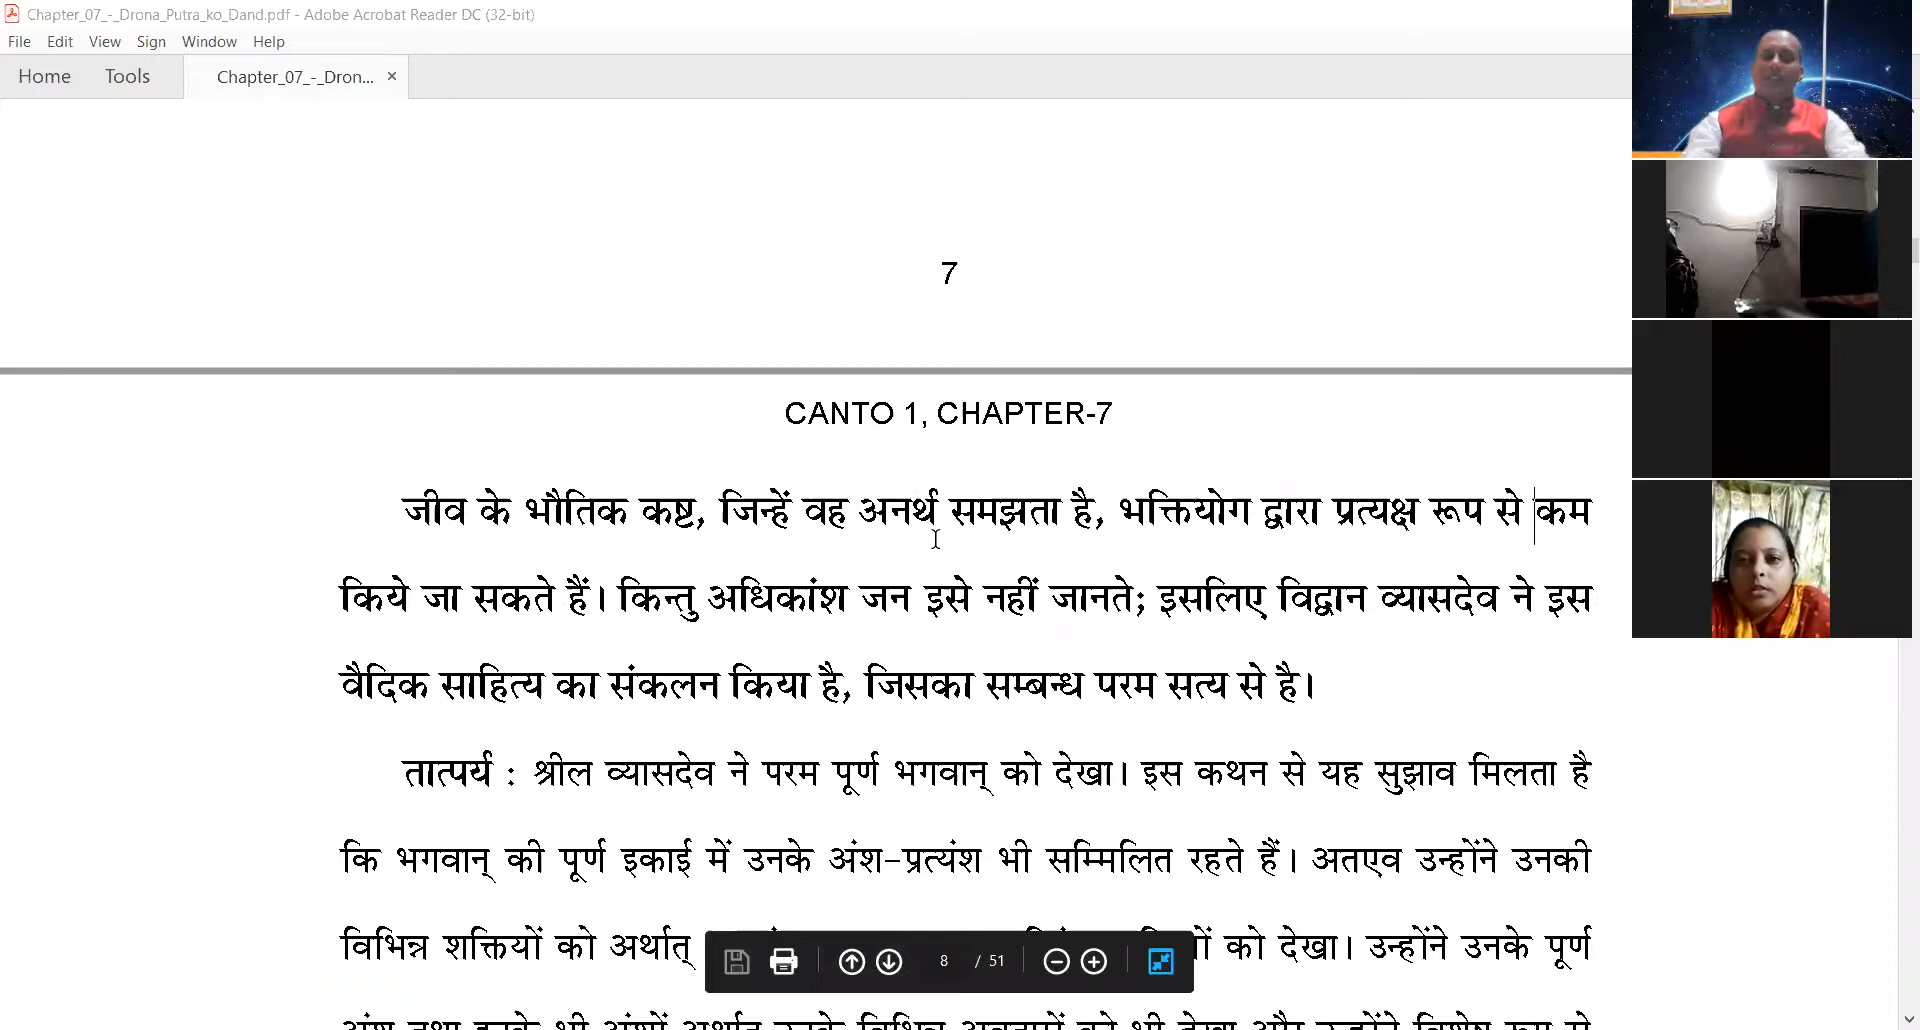 Chapter_07_-_Drona_Putra_ko_Dand.pdf - Adobe Acrobat Reader DC (32-bit)
File Edit View Sign Window Help
Home Tools Chapter_07_-_Dron... ×
7
CANTO 1, CHAPTER-7
जीव के भौतिक कष्ट, जिन्हें वह अनर्थ समझता है, भक्तियोग द्वारा प्रत्यक्ष रूप से कम
किये जा सकते हैं। किन्तु अधिकांश जन इसे नहीं जानते; इसलिए विद्वान व्यासदेव ने इस
वैदिक साहित्य का संकलन किया है, जिसका सम्बन्ध परम सत्य से है।
तात्पर्य : श्रील व्यासदेव ने परम पूर्ण भगवान् को देखा। इस कथन से यह सुझाव मिलता है
कि भगवान् की पूर्ण इकाई में उनके अंश-प्रत्यंश भी सम्मिलित रहते हैं। अतएव उन्होंने उनकी
विभिन्न शक्तियों को अर्थात् को देखा। उन्होंने उनके पूर्ण
8 / 51